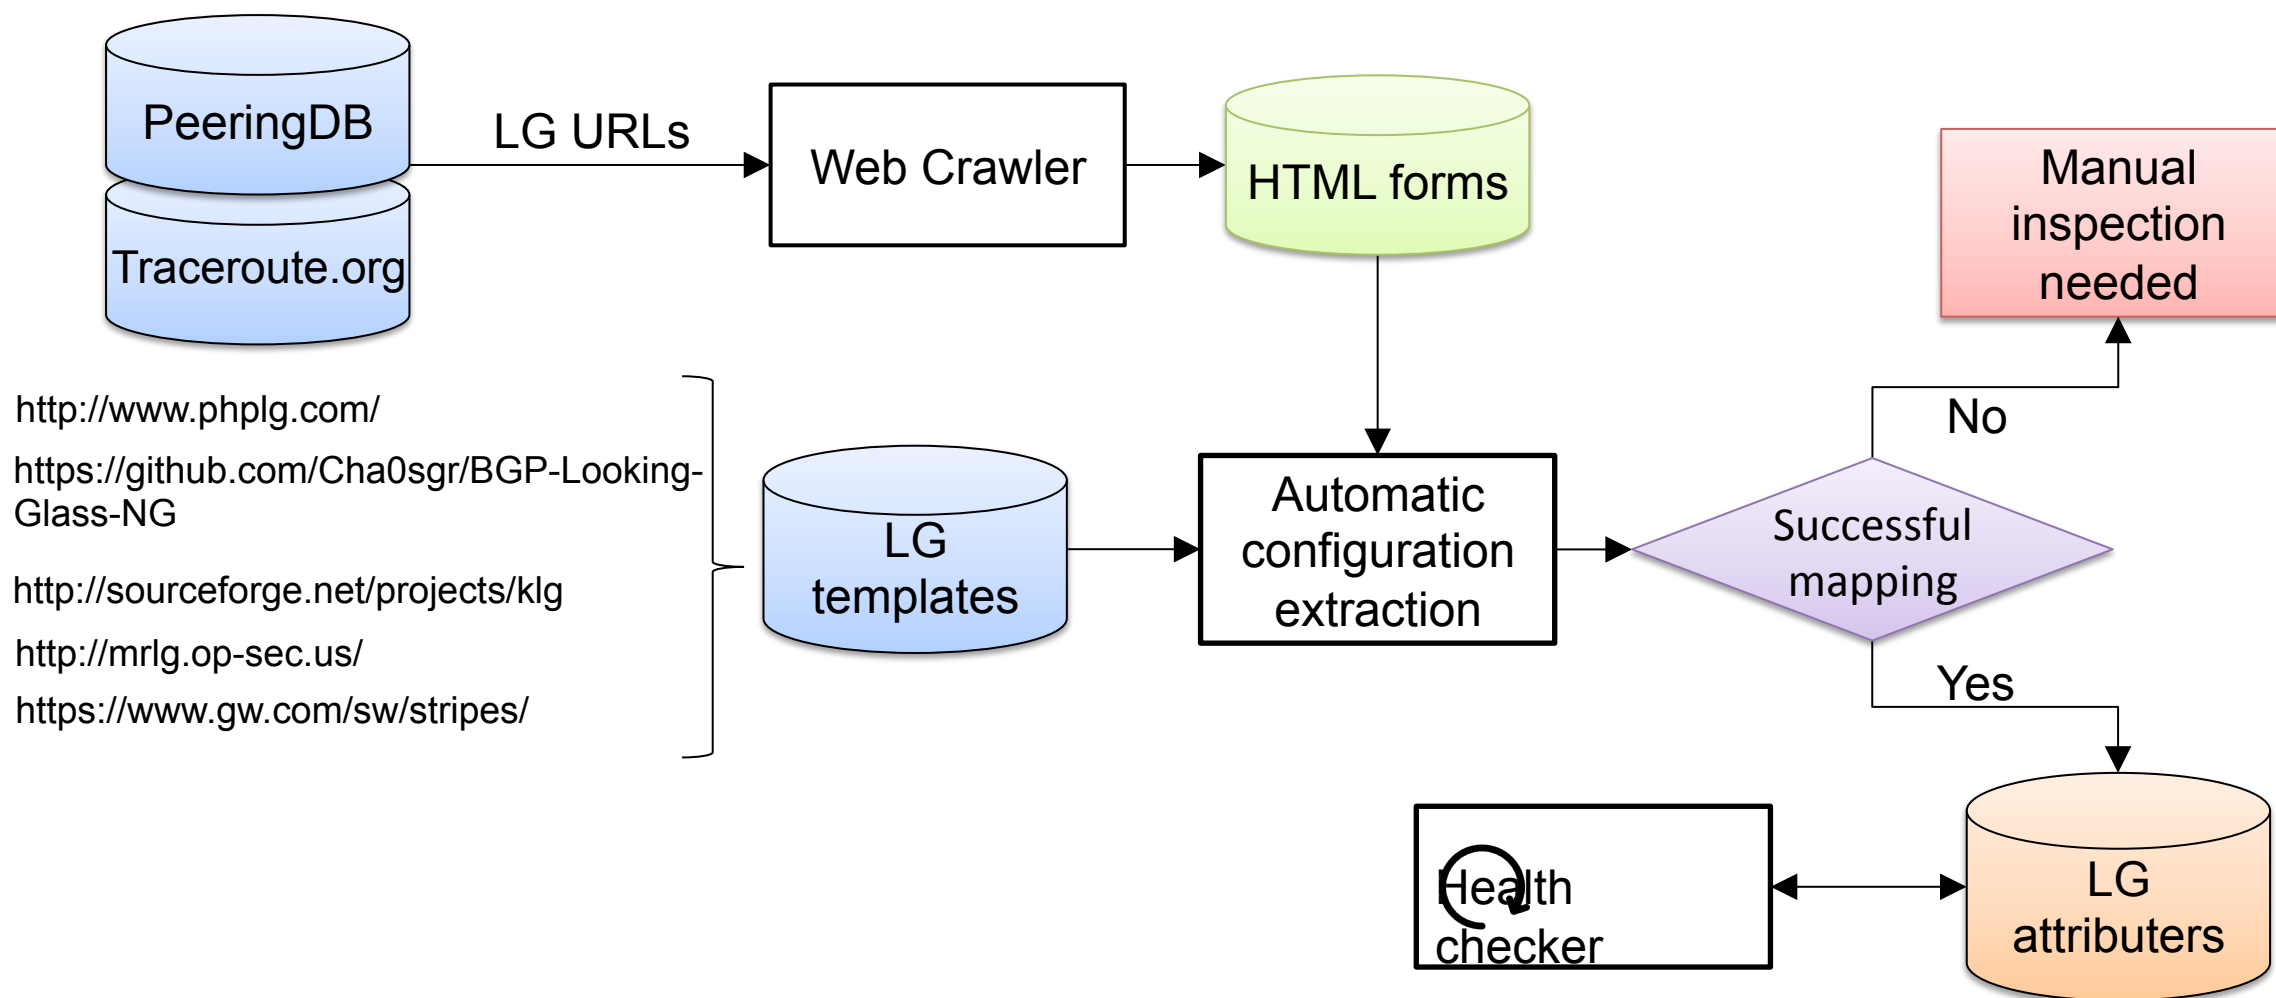 PeeringDB
Traceroute.org
LG URLs
Web Crawler
HTML forms
Manual
inspection
needed
http://www.phplg.com/
https://github.com/Cha0sgr/BGP-Looking-
Glass-NG
http://sourceforge.net/projects/klg
http://mrlg.op-sec.us/
https://www.gw.com/sw/stripes/
LG
templates
Automatic
configuration
extraction
Successful
mapping
No
Yes
Health
checker
LG
attributers